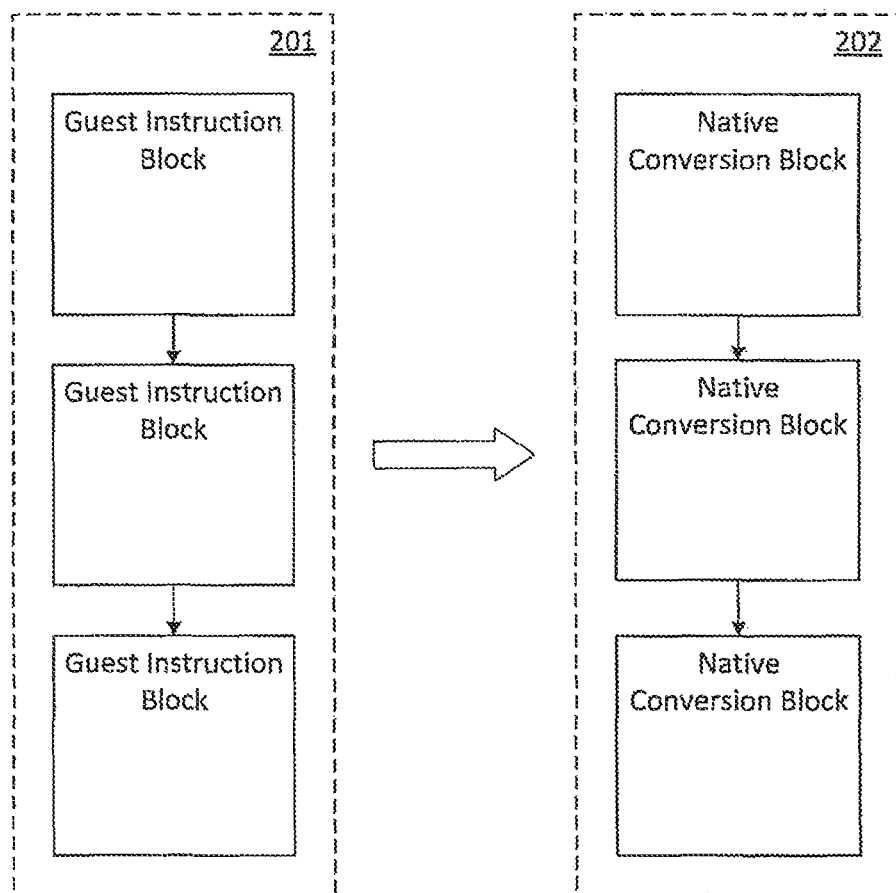 201
Guest Instruction
Block
Guest Instruction
Block
Guest Instruction
Block
202
Native
Conversion Block
Native
Conversion Block
Native
Conversion Block